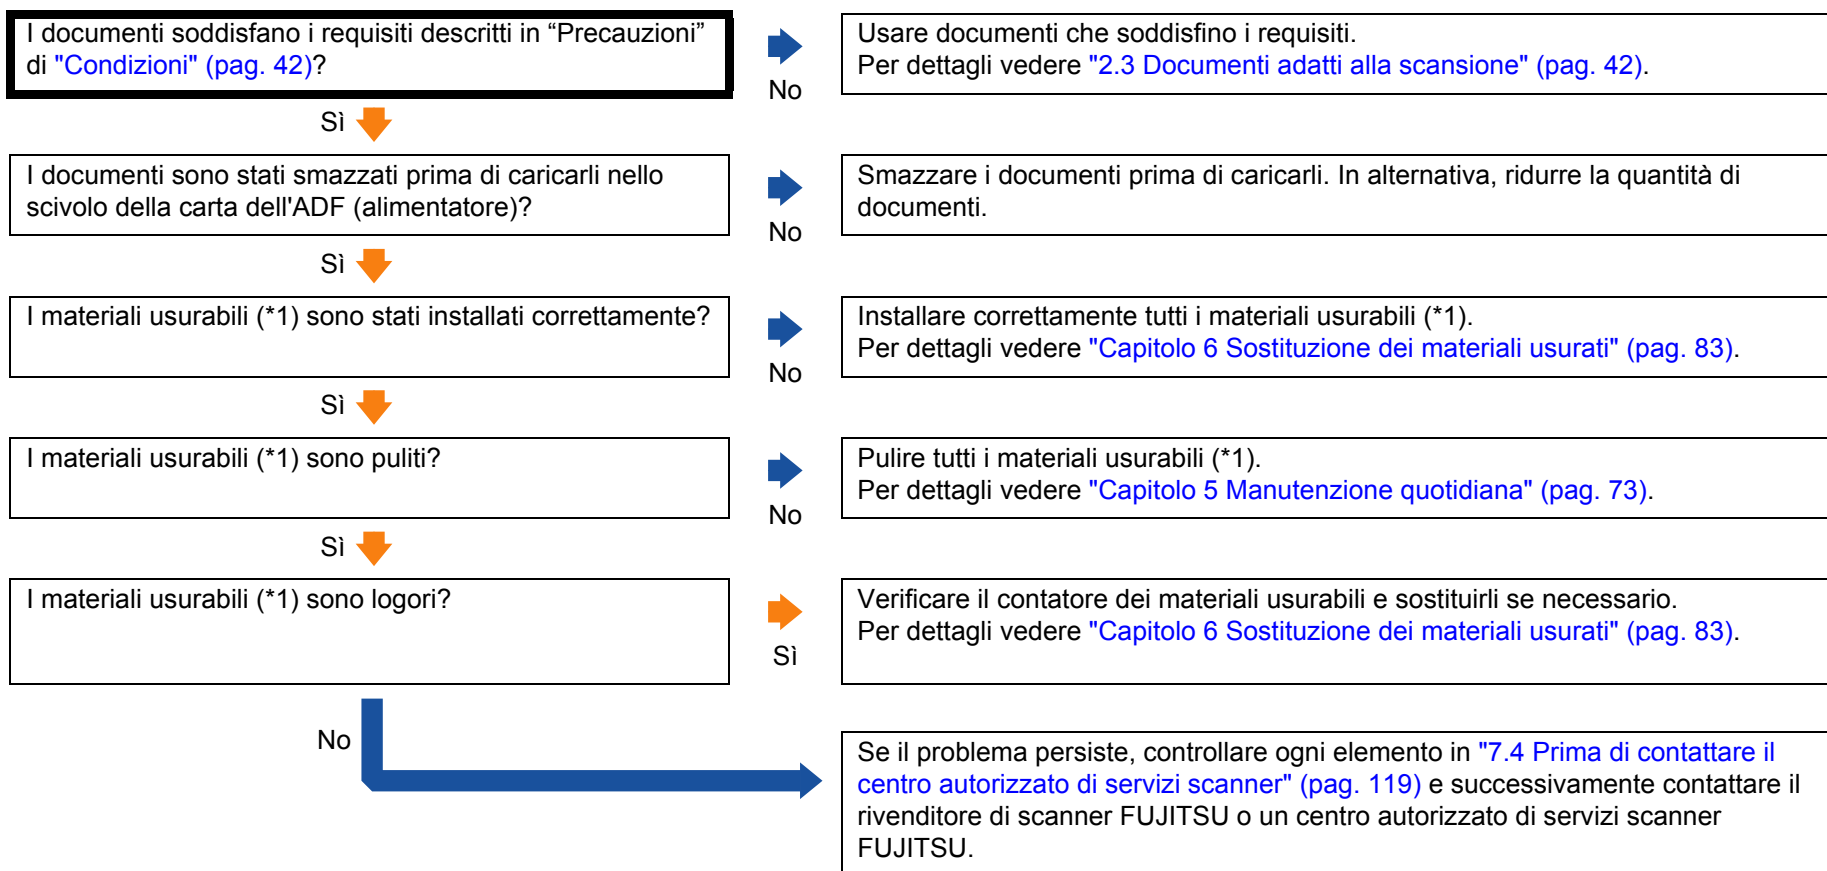 I documenti soddisfano i requisiti descritti in “Precauzioni”
di "Condizioni" (pag. 42)?
No
Usare documenti che soddisfino i requisiti.
Per dettagli vedere "2.3 Documenti adatti alla scansione" (pag. 42).
Sì
I documenti sono stati smazzati prima di caricarli nello
scivolo della carta dell'ADF (alimentatore)?
No
Smazzare i documenti prima di caricarli. In alternativa, ridurre la quantità di
documenti.
Sì
I materiali usurabili (*1) sono stati installati correttamente?
No
Installare correttamente tutti i materiali usurabili (*1).
Per dettagli vedere "Capitolo 6 Sostituzione dei materiali usurati" (pag. 83).
Sì
I materiali usurabili (*1) sono puliti?
No
Pulire tutti i materiali usurabili (*1).
Per dettagli vedere "Capitolo 5 Manutenzione quotidiana" (pag. 73).
Sì
I materiali usurabili (*1) sono logori?
Sì
Verificare il contatore dei materiali usurabili e sostituirli se necessario.
Per dettagli vedere "Capitolo 6 Sostituzione dei materiali usurati" (pag. 83).
No
Se il problema persiste, controllare ogni elemento in "7.4 Prima di contattare il
centro autorizzato di servizi scanner" (pag. 119) e successivamente contattare il
rivenditore di scanner FUJITSU o un centro autorizzato di servizi scanner
FUJITSU.